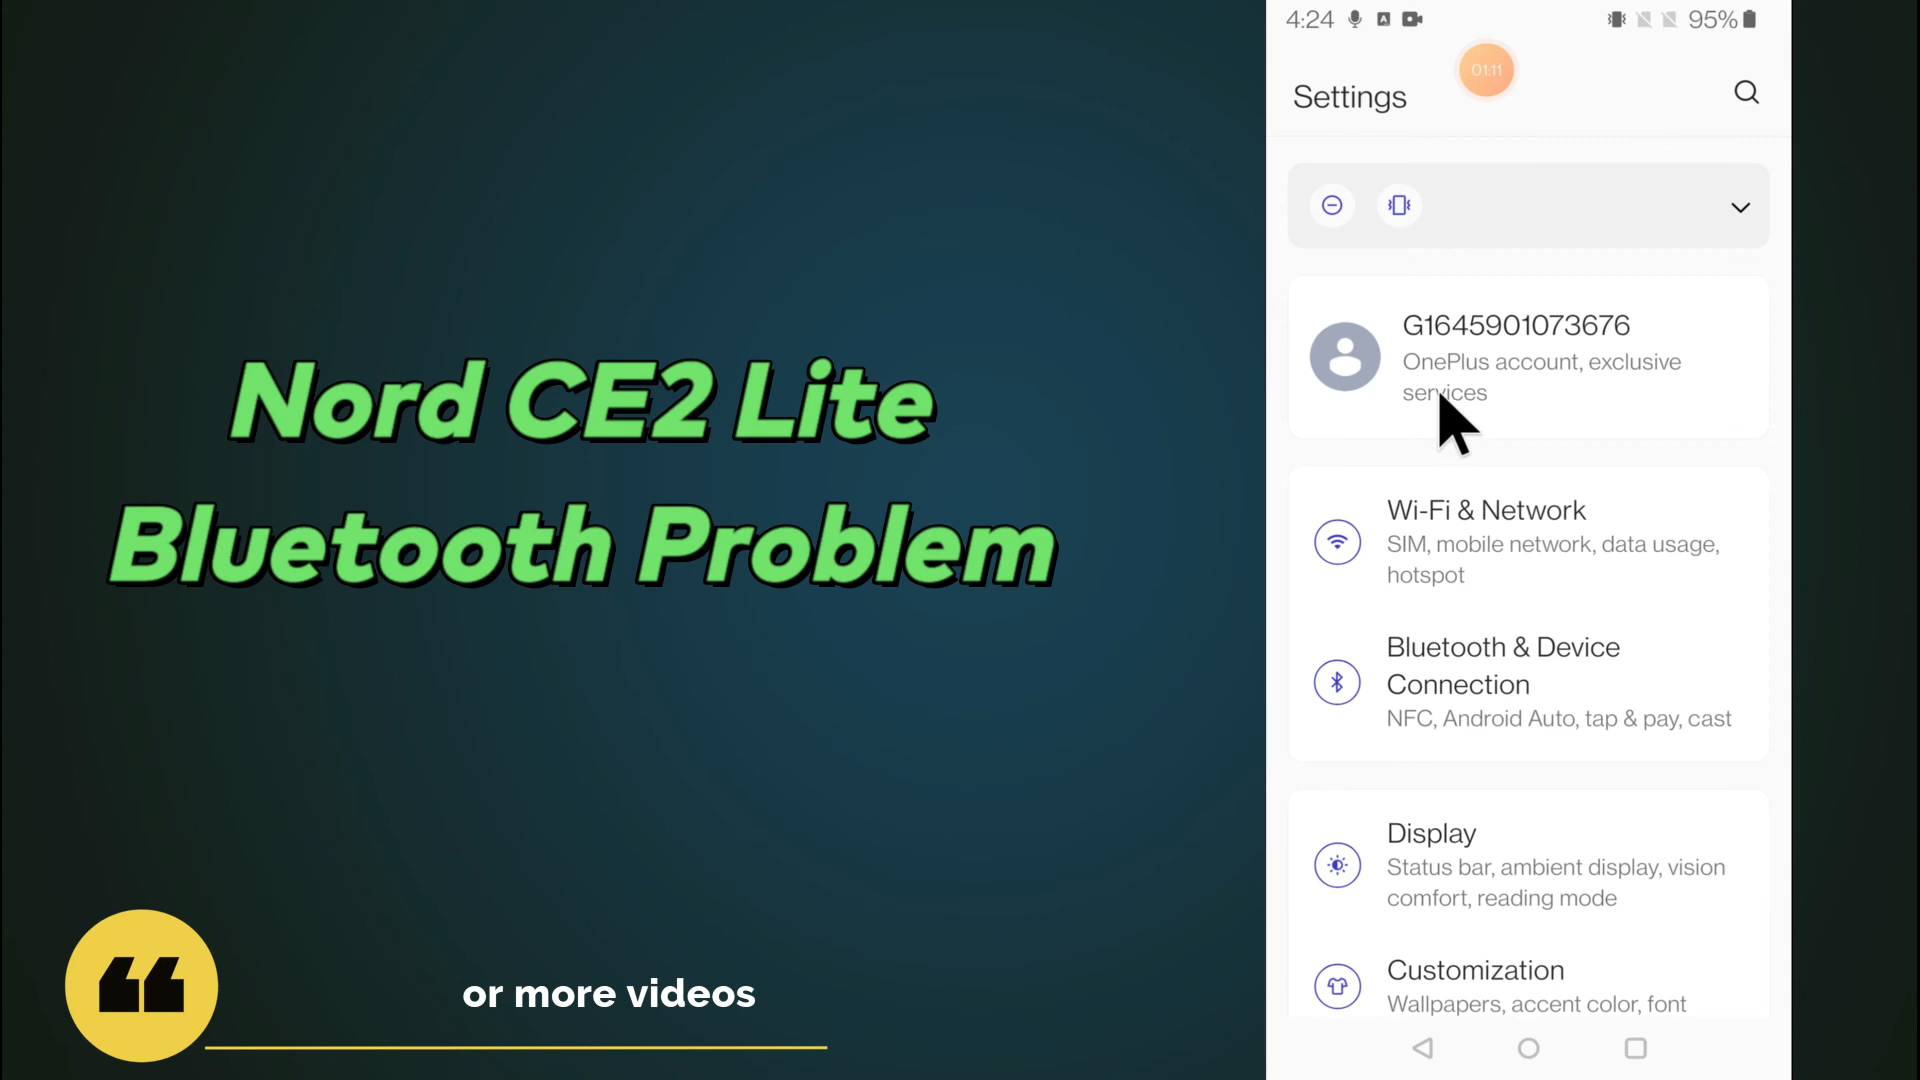 Nord CE2 Lite
Bluetooth Problem
or more videos
4:24
95%
01:11
Settings
G1645901073676
OnePlus account, exclusive
services
Wi-Fi & Network
SIM, mobile network, data usage,
hotspot
Bluetooth & Device
Connection
NFC, Android Auto, tap & pay, cast
Display
Status bar, ambient display, vision
comfort, reading mode
Customization
Wallpapers, accent color, font